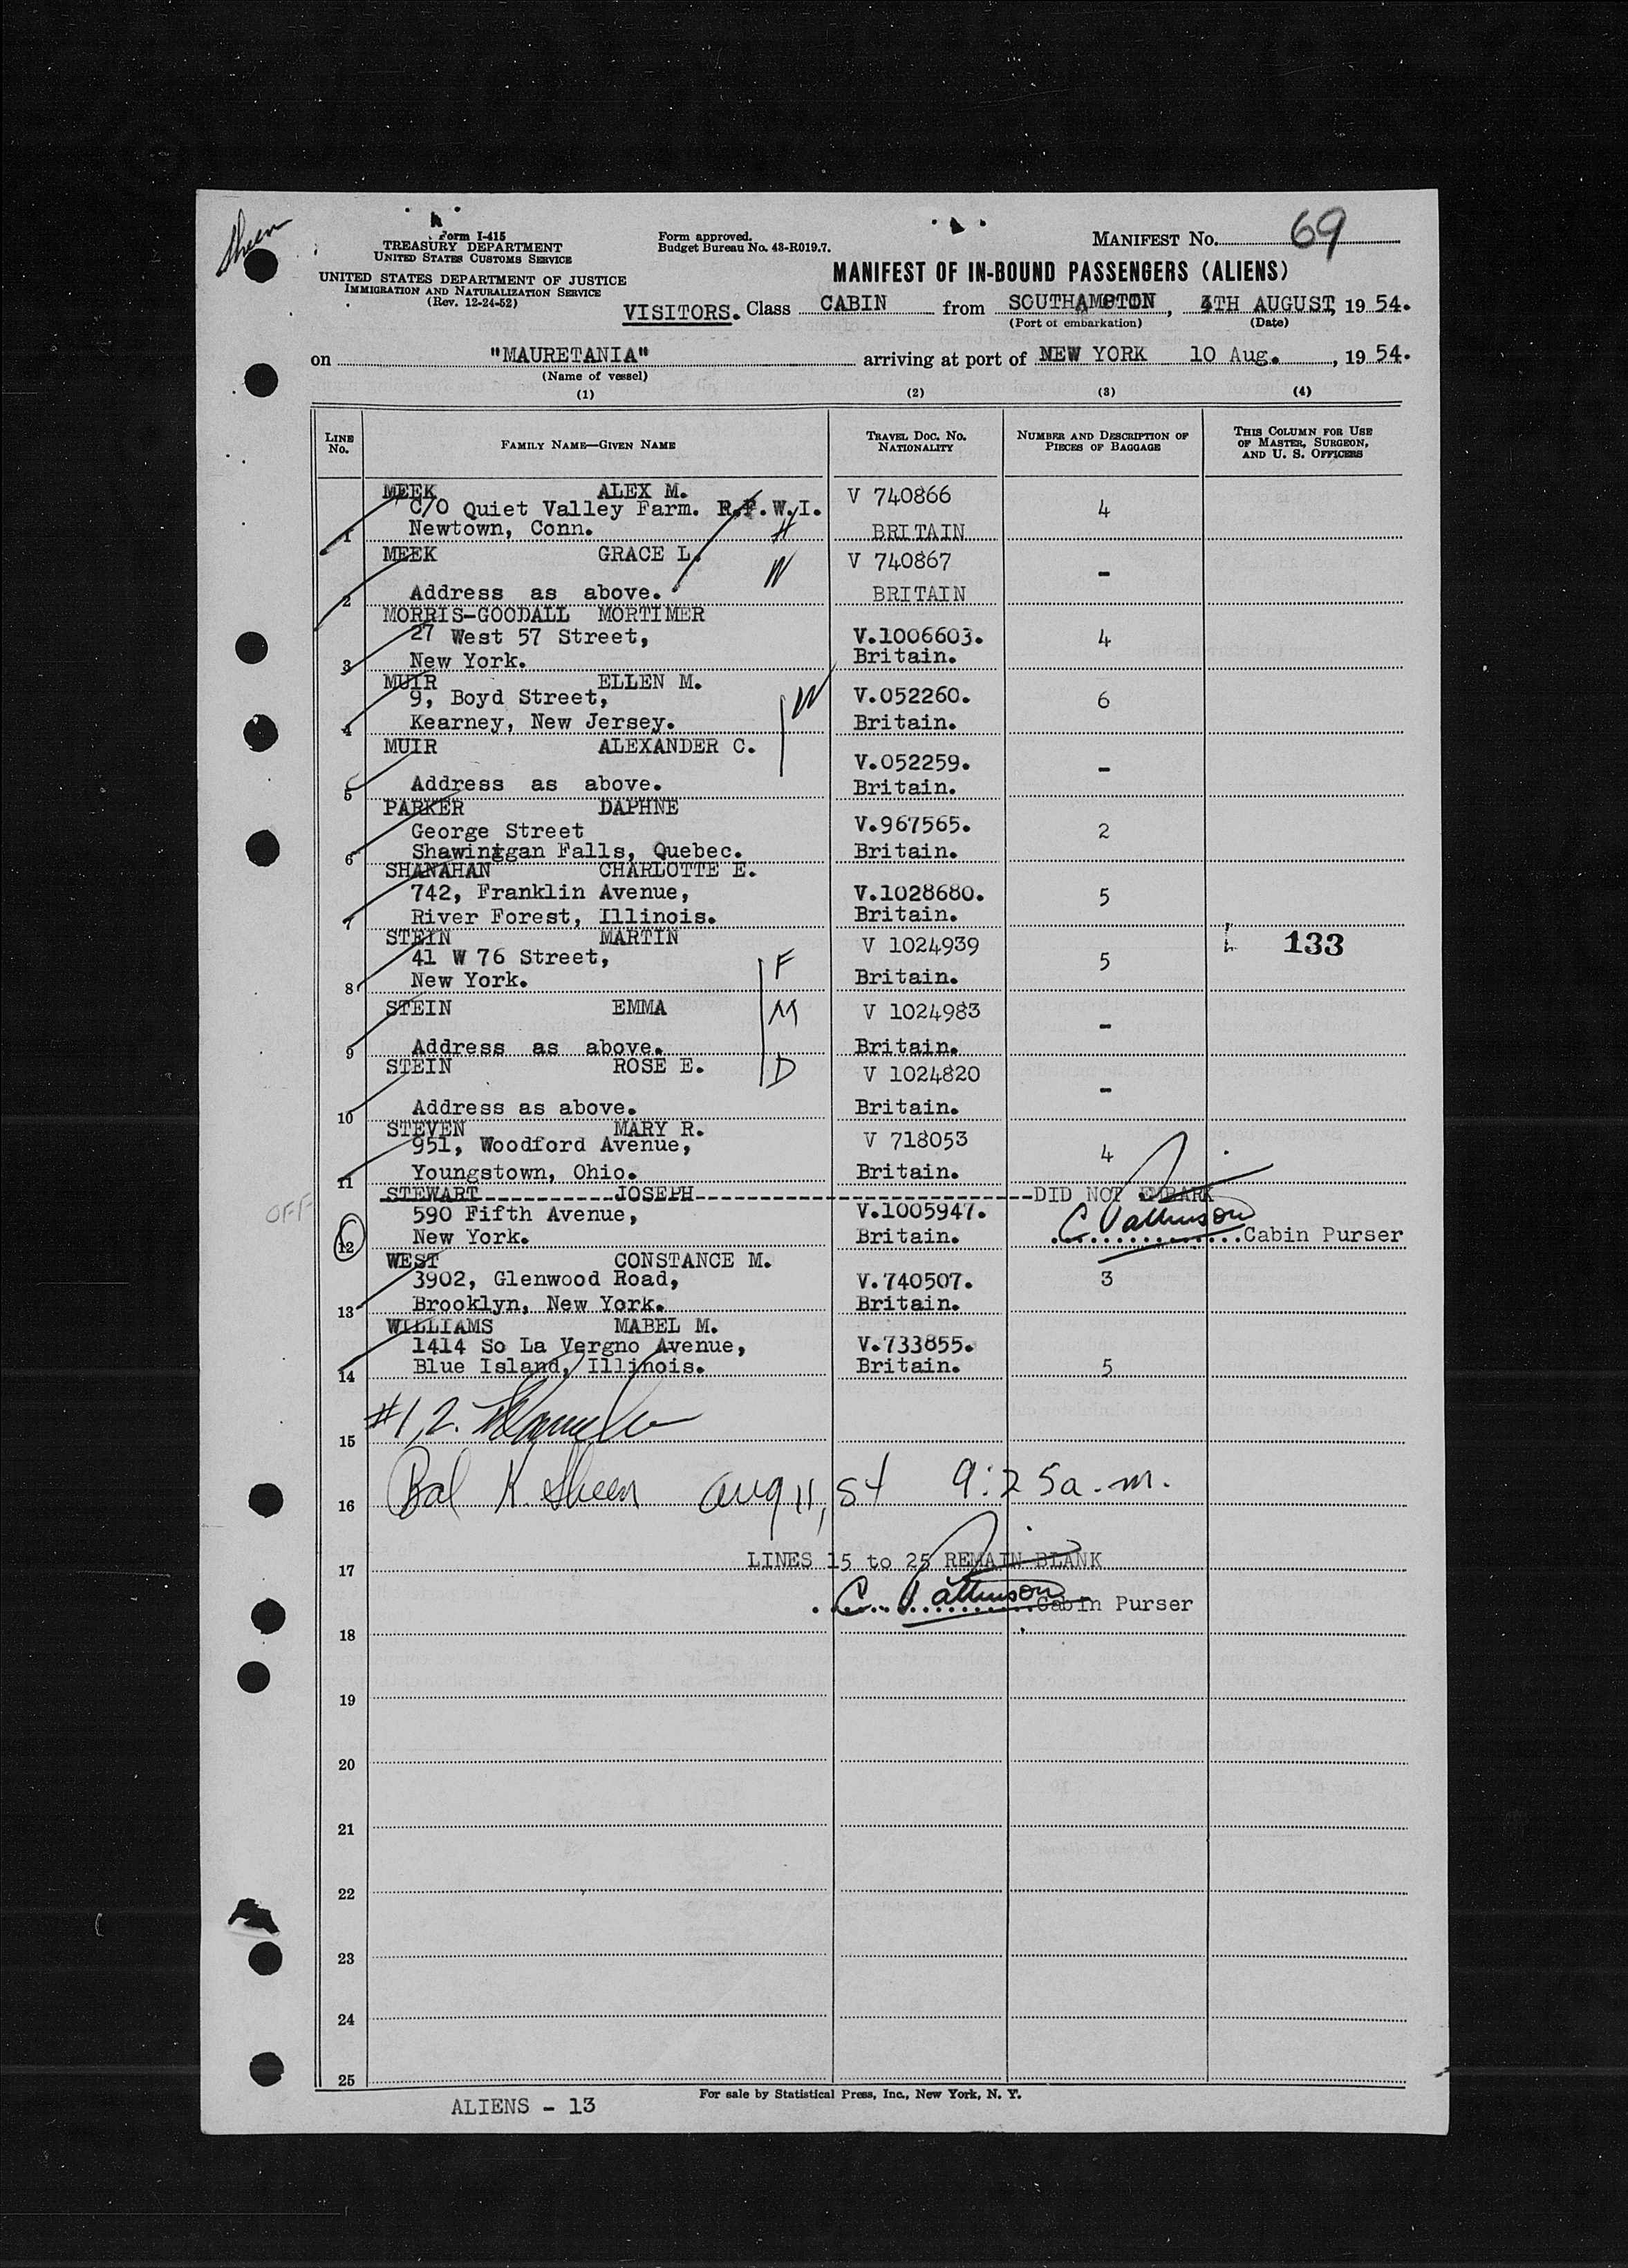 Sheen
Form I-415
TREASURY DEPARTMENT
UNITED STATES CUSTOMS SERVICE
UNITED STATES DEPARTMENT OF JUSTICE
IMMIGRATION AND NATURALIZATION SERVICE
(Rev. 12-24-52)
Form approved.
Budget Bureau No. 43-R019.7.
MANIFEST No. 69
MANIFEST OF IN-BOUND PASSENGERS (ALIENS)
VISITORS. Class CABIN from SOUTHAMPTON, 4TH AUGUST, 1954.
(Port of embarkation) (Date)
on "MAURETANIA" arriving at port of NEW YORK 10 Aug., 1954.
(Name of vessel)
(1) (2) (3) (4)
LINE No. FAMILY NAME—GIVEN NAME TRAVEL DOC. No. NATIONALITY NUMBER AND DESCRIPTION OF PIECES OF BAGGAGE THIS COLUMN FOR USE OF MASTER, SURGEON, AND U. S. OFFICERS
MEEK ALEX M. V 740866
C/O Quiet Valley Farm. R.F.W.I. 4
1 Newtown, Conn. H BRITAIN
MEEK GRACE L. V 740867
W -
2 Address as above. BRITAIN
MORRIS-GOODALL MORTIMER
27 West 57 Street, V.1006603. 4
3 New York. Britain.
MUIR ELLEN M.
9, Boyd Street, W V.052260. 6
4 Kearney, New Jersey. Britain.
MUIR ALEXANDER C.
V.052259. -
5 Address as above. Britain.
PARKER DAPHNE
George Street V.967565. 2
6 Shawiniggan Falls, Quebec. Britain.
SHANAHAN CHARLOTTE E.
742, Franklin Avenue, V.1028680. 5
7 River Forest, Illinois. Britain.
STEIN MARTIN V 1024939 133
41 W 76 Street, F 5
8 New York. Britain.
STEIN EMMA M V 1024983
-
9 Address as above. Britain.
STEIN ROSE E. D V 1024820
-
10 Address as above. Britain.
STEVEN MARY R. V 718053
951, Woodford Avenue, 4
11 Youngstown, Ohio. Britain.
STEWART JOSEPH DID NOT EMBARK
OFF 590 Fifth Avenue, V.1005947.
12 New York. Britain. Cabin Purser
WEST CONSTANCE M.
3902, Glenwood Road, V.740507. 3
13 Brooklyn, New York. Britain.
WILLIAMS MABEL M.
1414 So La Vergno Avenue, V.733855.
14 Blue Island, Illinois. Britain. 5
#1,2.
15
16 Bal K. Sheen Aug 11, 54 9:25 a.m.
17 LINES 15 to 25 REMAIN BLANK
Cabin Purser
18
19
20
21
22
23
24
25
For sale by Statistical Press, Inc., New York, N. Y.
ALIENS - 13